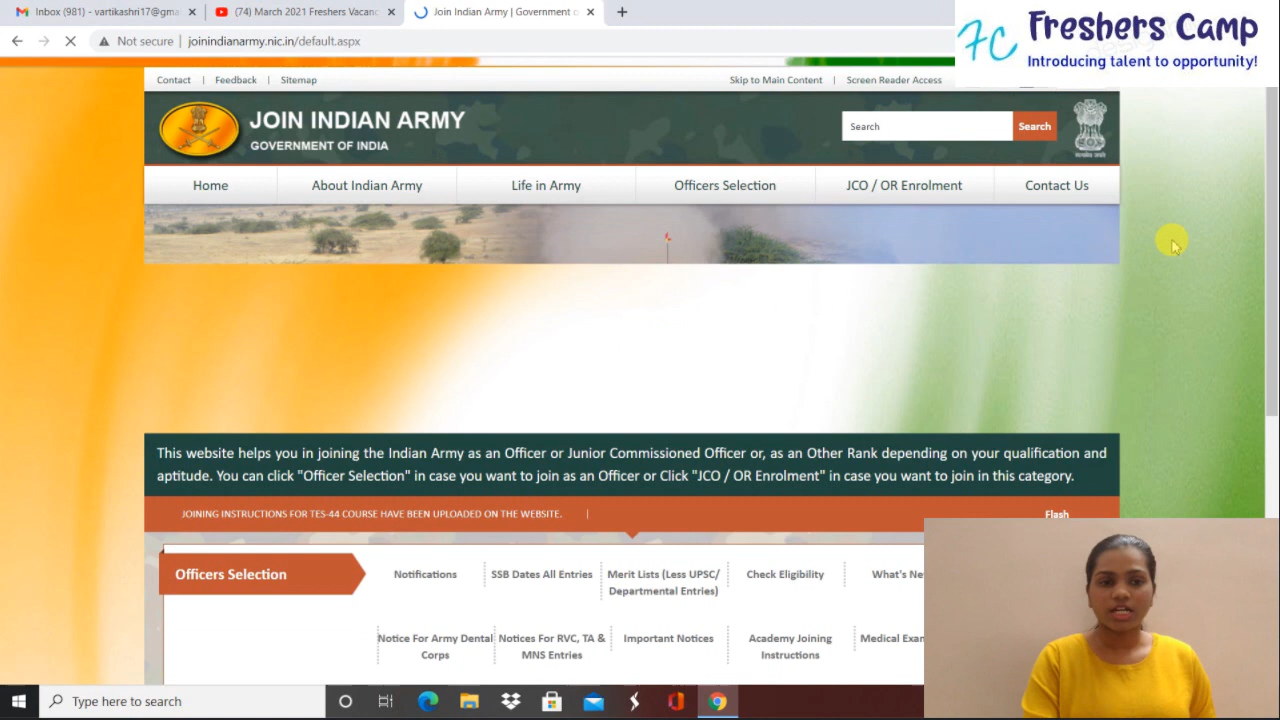 Inbox (981) - vartikashri17@gma
(74) March 2021 Freshers Vacanc
Join Indian Army | Government o
Not secure | joinindianarmy.nic.in/default.aspx
Freshers Camp
FC
Introducing talent to opportunity!
Contact | Feedback | Sitemap
Skip to Main Content | Screen Reader Access
JOIN INDIAN ARMY
GOVERNMENT OF INDIA
Search
Search
Home
About Indian Army
Life in Army
Officers Selection
JCO / OR Enrolment
Contact Us
This website helps you in joining the Indian Army as an Officer or Junior Commissioned Officer or, as an Other Rank depending on your qualification and
aptitude. You can click "Officer Selection" in case you want to join as an Officer or Click "JCO / OR Enrolment" in case you want to join in this category.
JOINING INSTRUCTIONS FOR TES-44 COURSE HAVE BEEN UPLOADED ON THE WEBSITE. |
Flash
Officers Selection
Notifications
SSB Dates All Entries
Merit Lists (Less UPSC/
Departmental Entries)
Check Eligibility
What's Ne
Notice For Army Dental
Corps
Notices For RVC, TA &
MNS Entries
Important Notices
Academy Joining
Instructions
Medical Exam
Type here to search